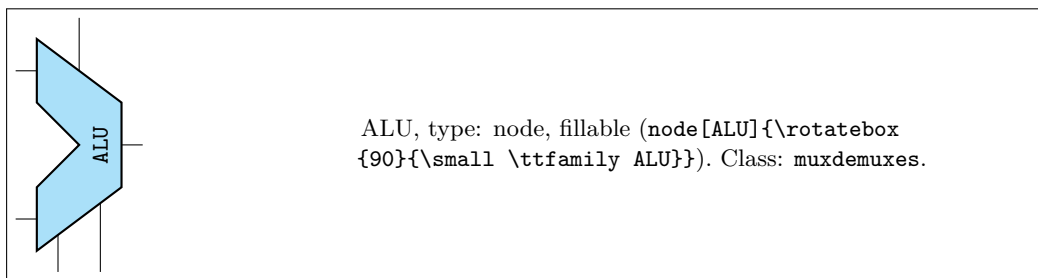 ALU
ALU, type: node, fillable (node[ALU]{\rotatebox
{90}{\small \ttfamily ALU}}). Class: muxdemuxes.